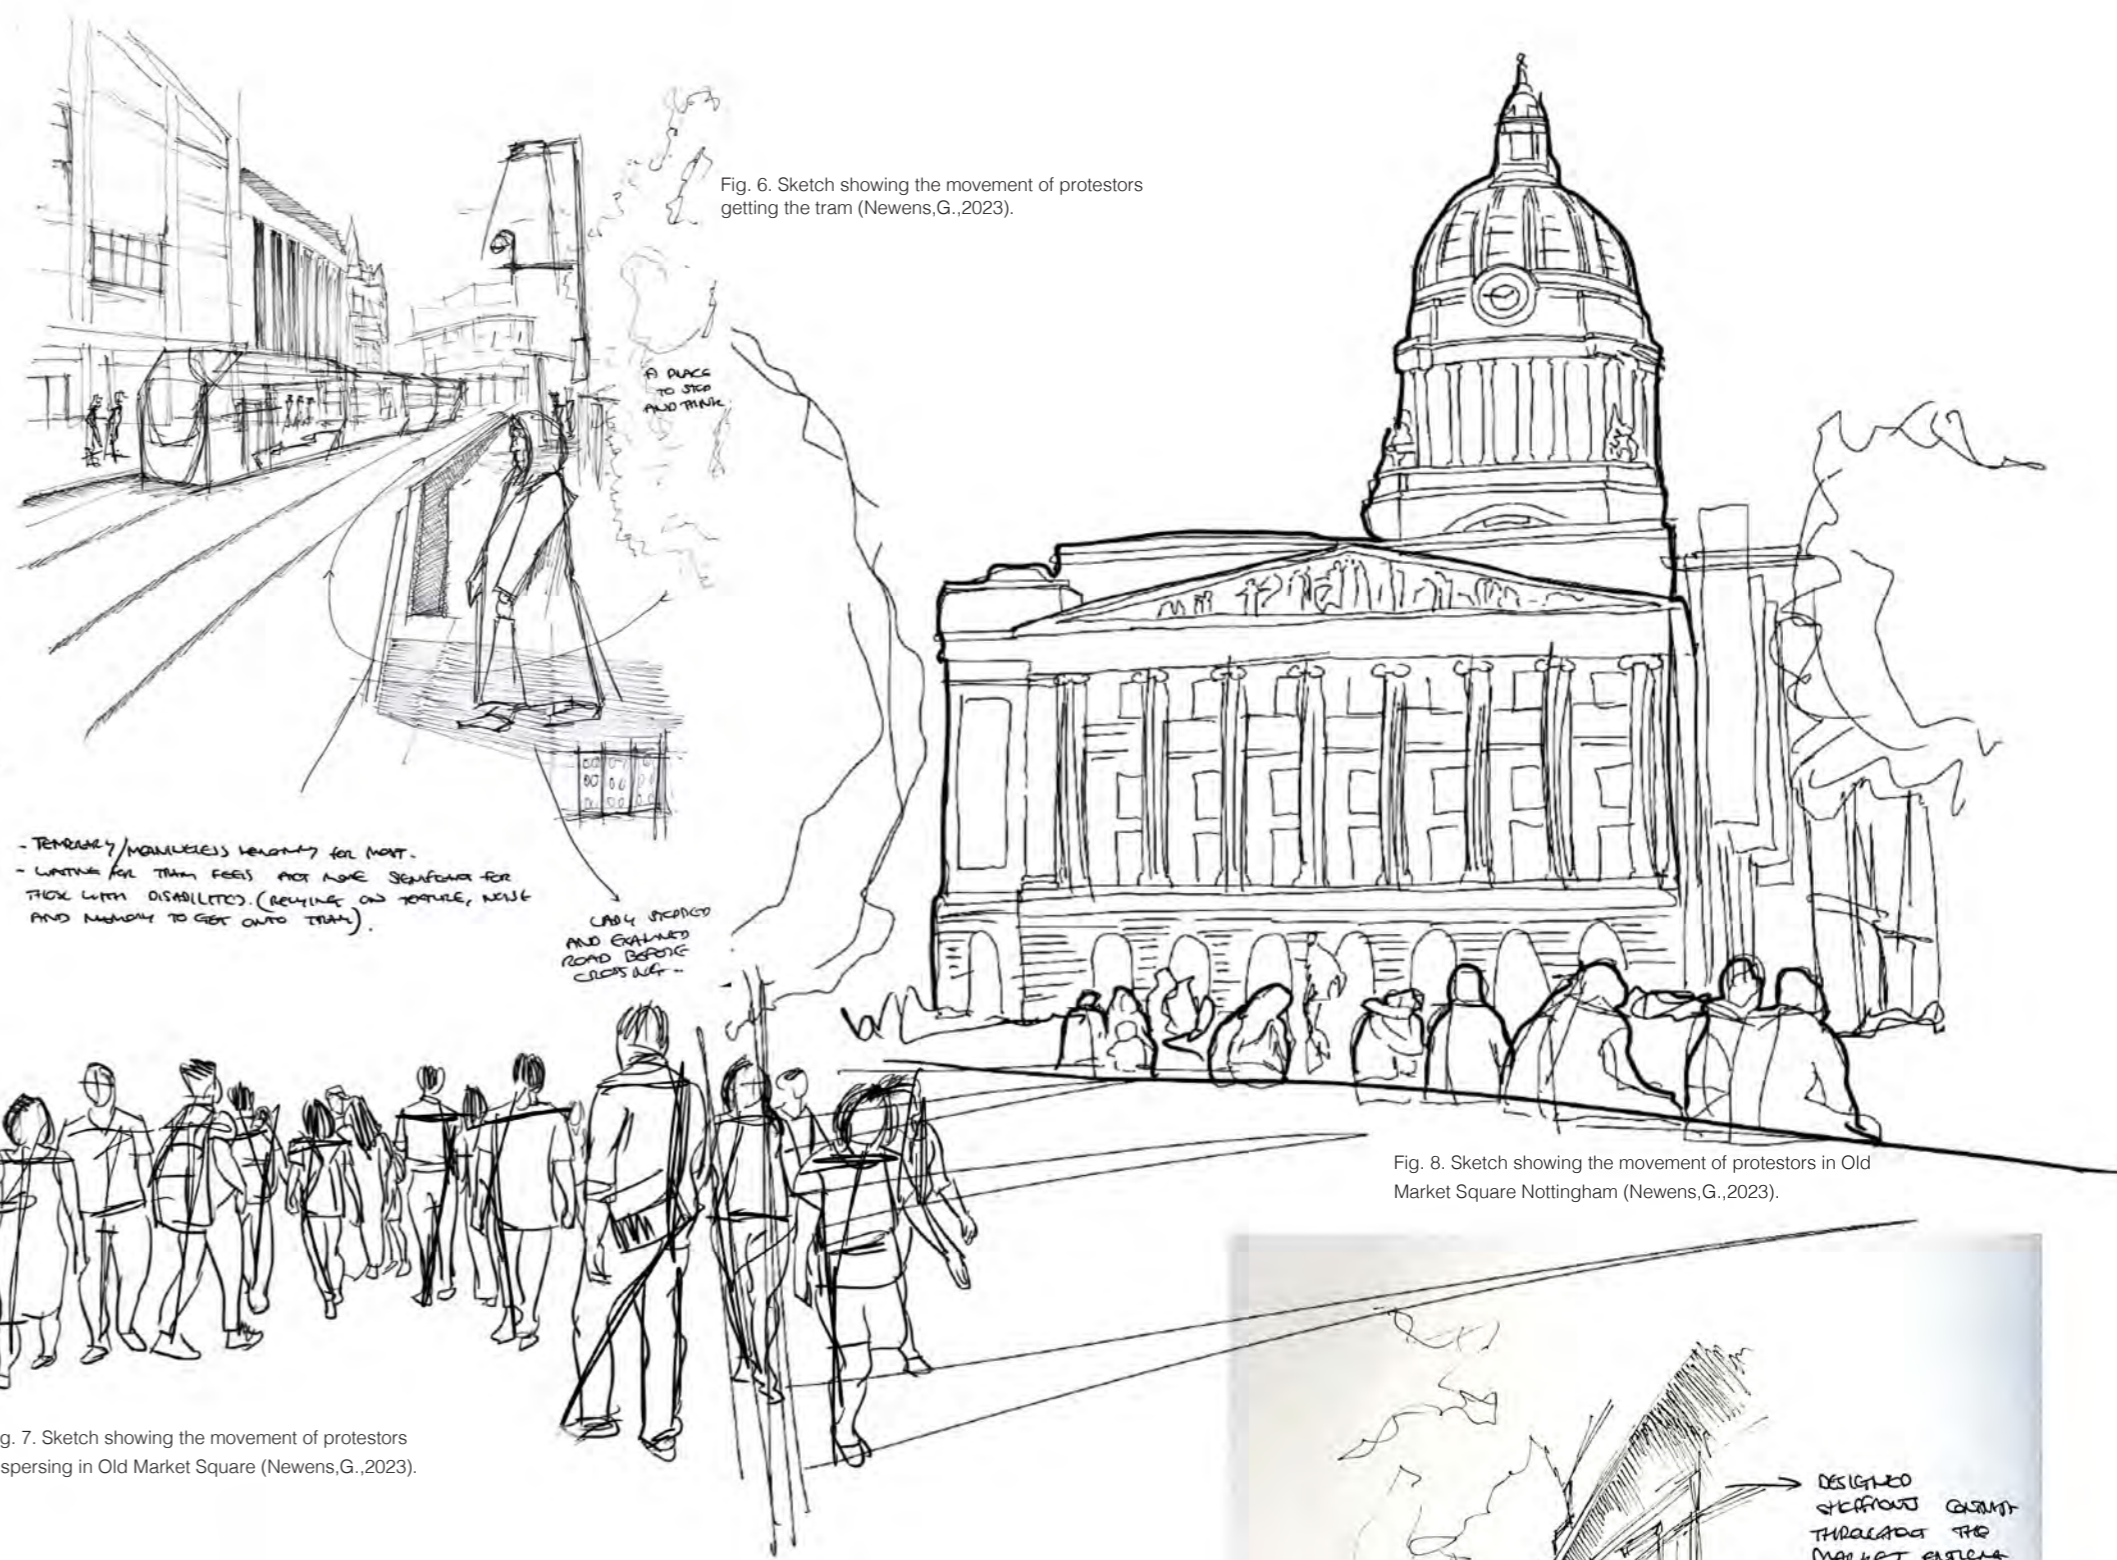 Fig. 6. Sketch showing the movement of protestors
getting the tram (Newens,G.,2023).
A PLACE
TO STOP
AND THINK.
- TEMPORARY/ FOR MOST.
- WAITING FOR TRAM FEELS MORE FOR
THOSE WITH DISABILITIES. (RELYING ON TEXTURE, NOISE
AND MEMORY TO GET ONTO TRAM).
LADY STOPPED
AND EXAMINED
ROAD BEFORE
CROSSING -
Fig. 8. Sketch showing the movement of protestors in Old
Market Square Nottingham (Newens,G.,2023).
g. 7. Sketch showing the movement of protestors
spersing in Old Market Square (Newens,G.,2023).
DESIGNED
SHOPFRONTS
THROUGHOUT THE
MARKET